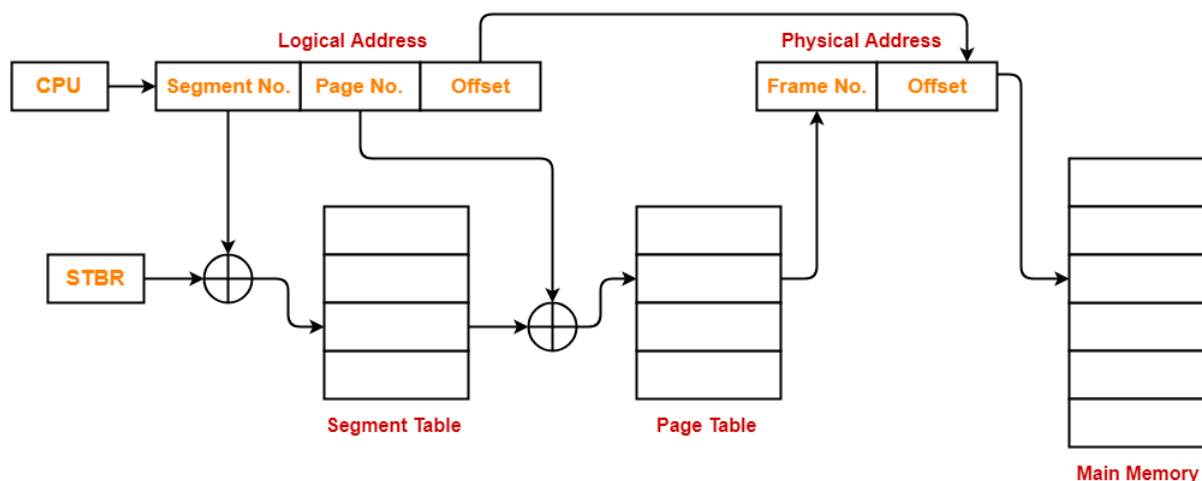 Logical Address
Physical Address
CPU
Segment No.
Page No.
Offset
Frame No.
Offset
STBR
Segment Table
Page Table
Main Memory